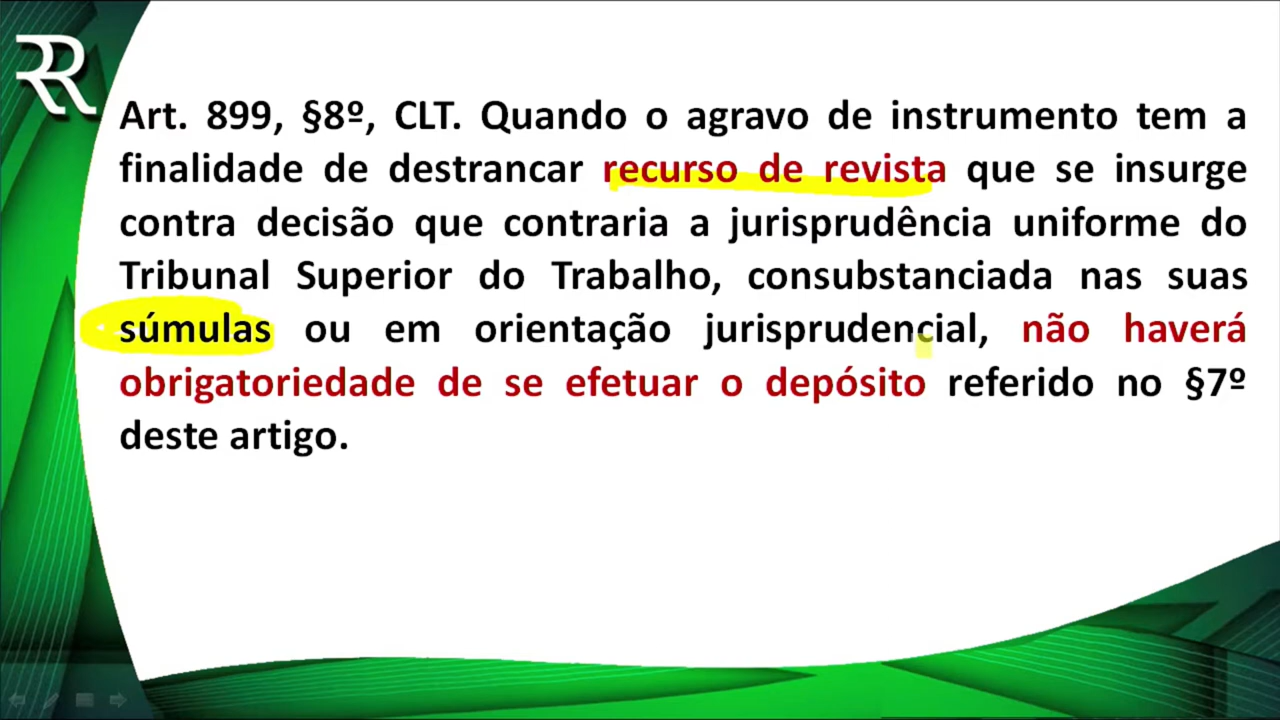 RR
Art. 899, §8º, CLT. Quando o agravo de instrumento tem a
finalidade de destrancar recurso de revista que se insurge
contra decisão que contraria a jurisprudência uniforme do
Tribunal Superior do Trabalho, consubstanciada nas suas
súmulas ou em orientação jurisprudencial, não haverá
obrigatoriedade de se efetuar o depósito referido no §7º
deste artigo.